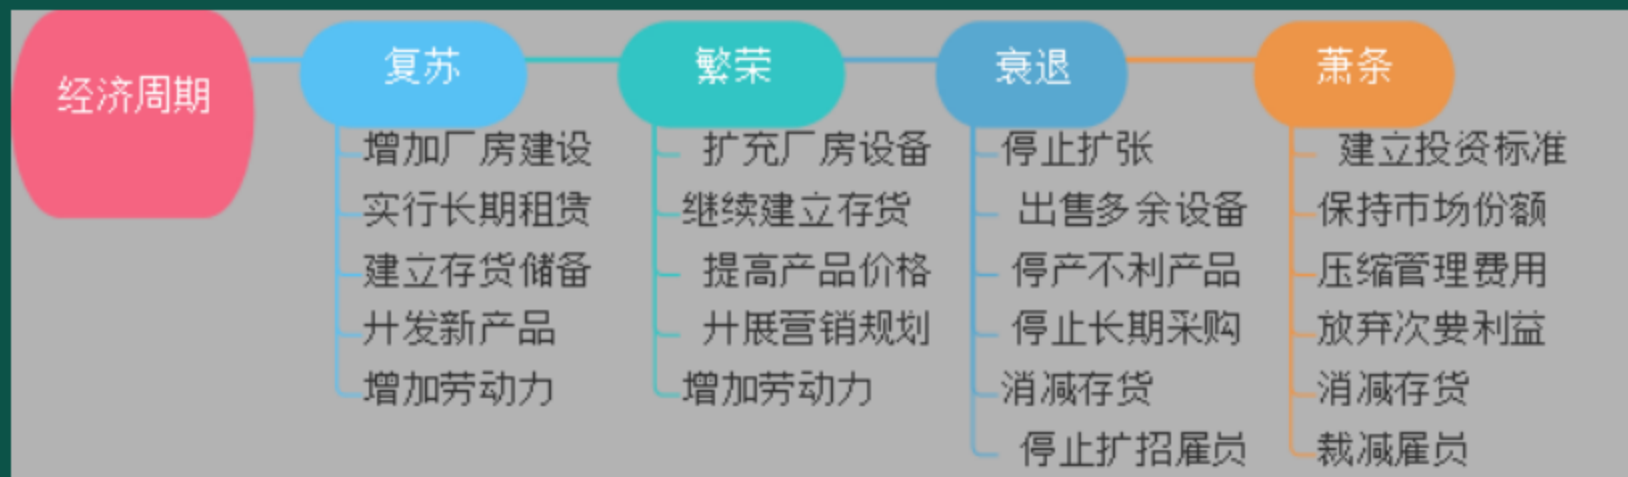 经济周期
复苏
增加厂房建设
实行长期租赁
建立存货储备
开发新产品
增加劳动力
繁荣
扩充厂房设备
继续建立存货
提高产品价格
开展营销规划
增加劳动力
衰退
停止扩张
出售多余设备
停产不利产品
停止长期采购
消减存货
停止扩招雇员
萧条
建立投资标准
保持市场份额
压缩管理费用
放弃次要利益
消减存货
裁减雇员